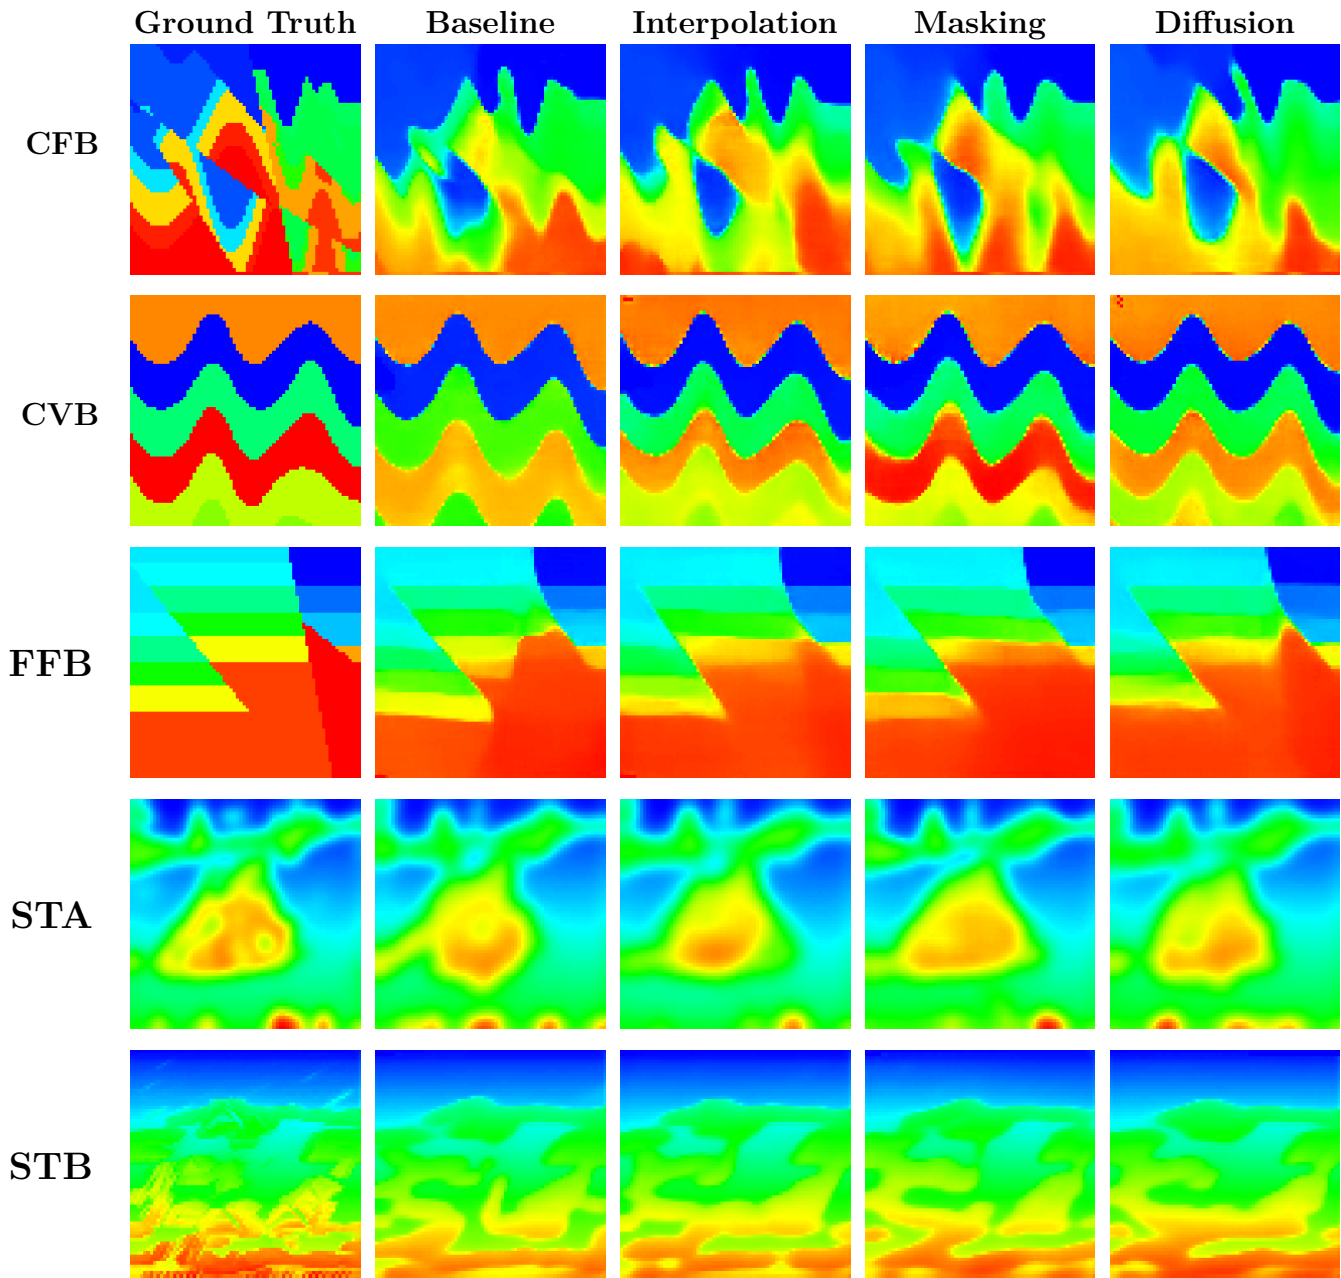 Ground Truth Baseline Interpolation Masking Diffusion
CFB
CVB
FFB
STA
STB